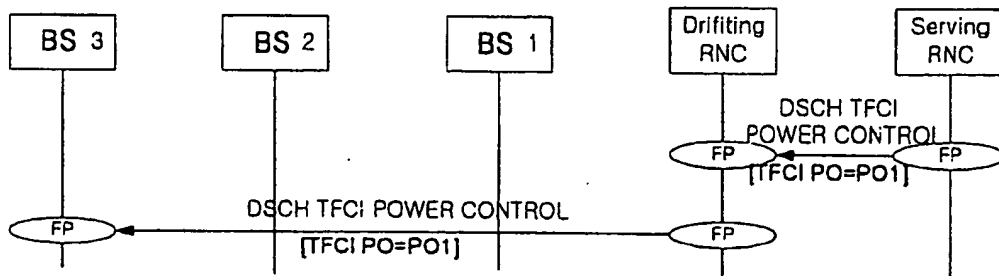 BS 3
BS 2
BS 1
Drifiting
RNC
Serving
RNC
DSCH TFCI
POWER CONTROL
FP
FP
[TFCI PO=PO1]
DSCH TFCI POWER CONTROL
FP
FP
[TFCI PO=PO1]